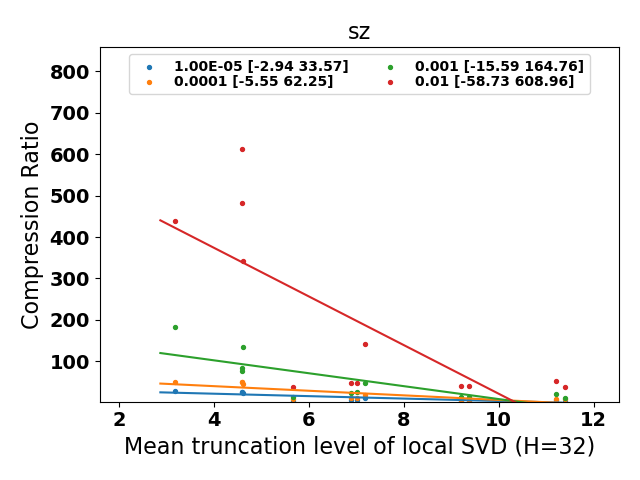 sz
1.00E-05 [-2.94 33.57]
0.0001 [-5.55 62.25]
0.001 [-15.59 164.76]
0.01 [-58.73 608.96]
Compression Ratio
800
700
600
500
400
300
200
100
2 4 6 8 10 12
Mean truncation level of local SVD (H=32)